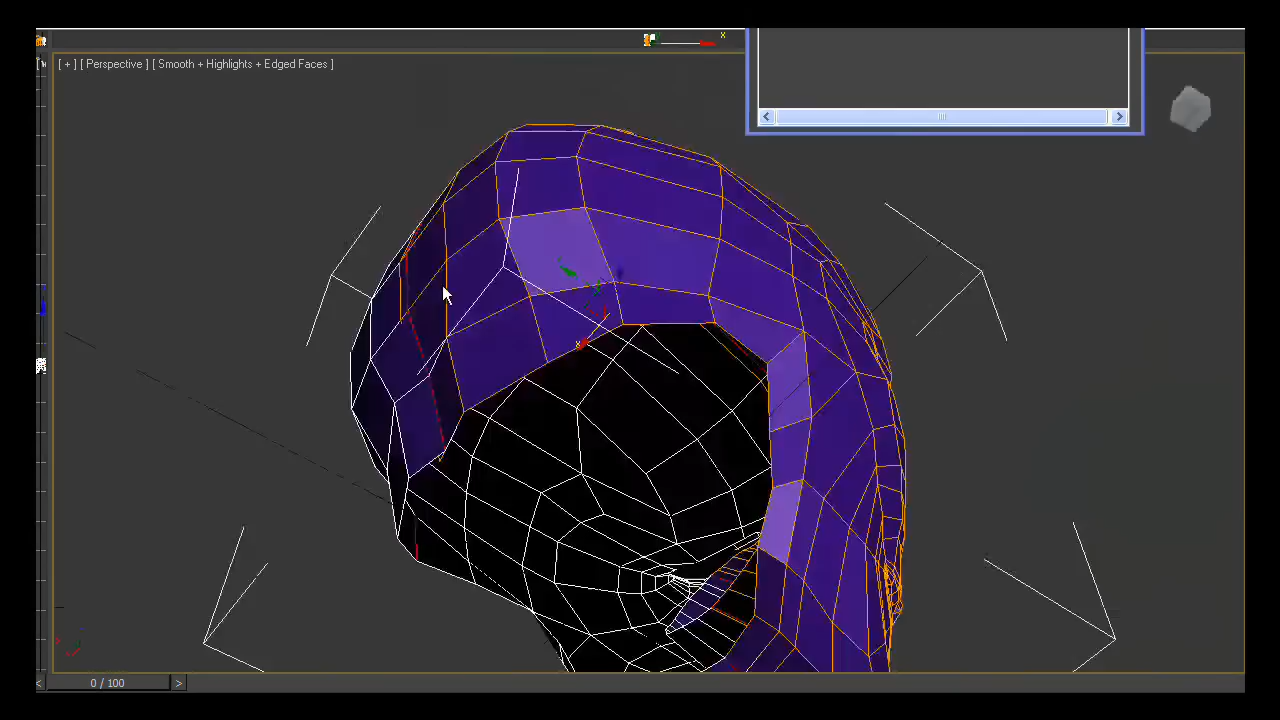 x
[ + ] [ Perspective ] [ Smooth + Highlights + Edged Faces ]
x
< 0 / 100 >